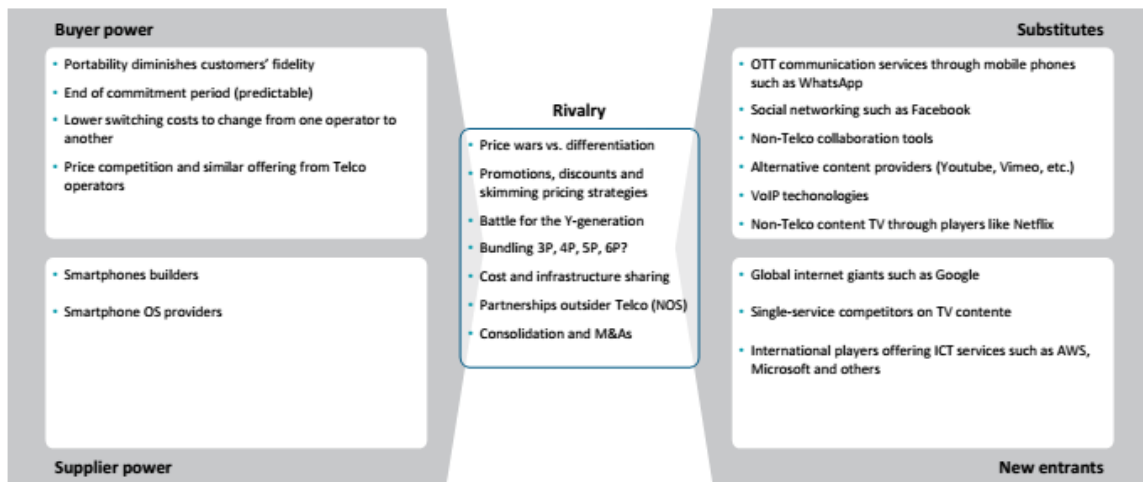 Buyer power
• Portability diminishes customers' fidelity
• End of commitment period (predictable)
• Lower switching costs to change from one operator to
another
• Price competition and similar offering from Telco
operators
• Smartphones builders
• Smartphone OS providers
Supplier power
Rivalry
• Price wars vs. differentiation
• Promotions, discounts and
skimming pricing strategies
• Battle for the Y-generation
• Bundling 3P, 4P, 5P, 6P?
• Cost and infrastructure sharing
• Partnerships outsider Telco (NOS)
• Consolidation and M&As
Substitutes
• OTT communication services through mobile phones
such as WhatsApp
• Social networking such as Facebook
• Non-Telco collaboration tools
• Alternative content providers (Youtube, Vimeo, etc.)
• VoIP techonologies
• Non-Telco content TV through players like Netflix
• Global internet giants such as Google
• Single-service competitors on TV contente
• International players offering ICT services such as AWS,
Microsoft and others
New entrants